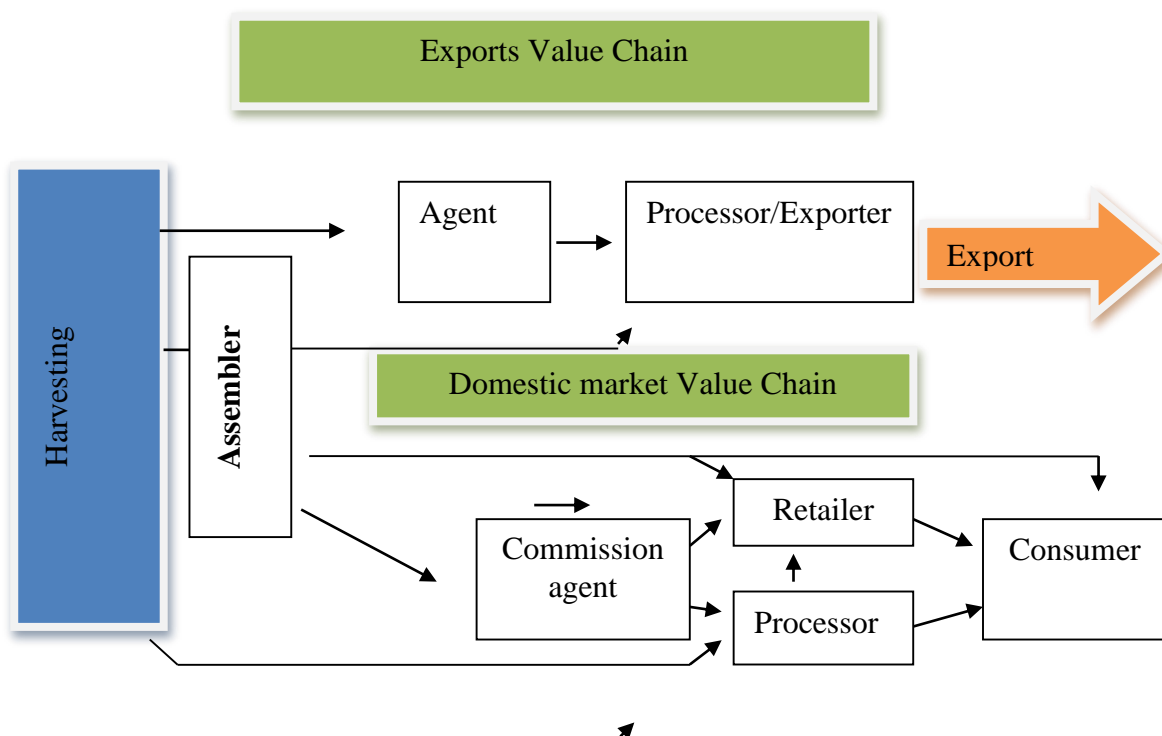 Exports Value Chain
Harvesting
Assembler
Agent
Processor/Exporter
Export
Domestic market Value Chain
Commission
agent
Retailer
Processor
Consumer